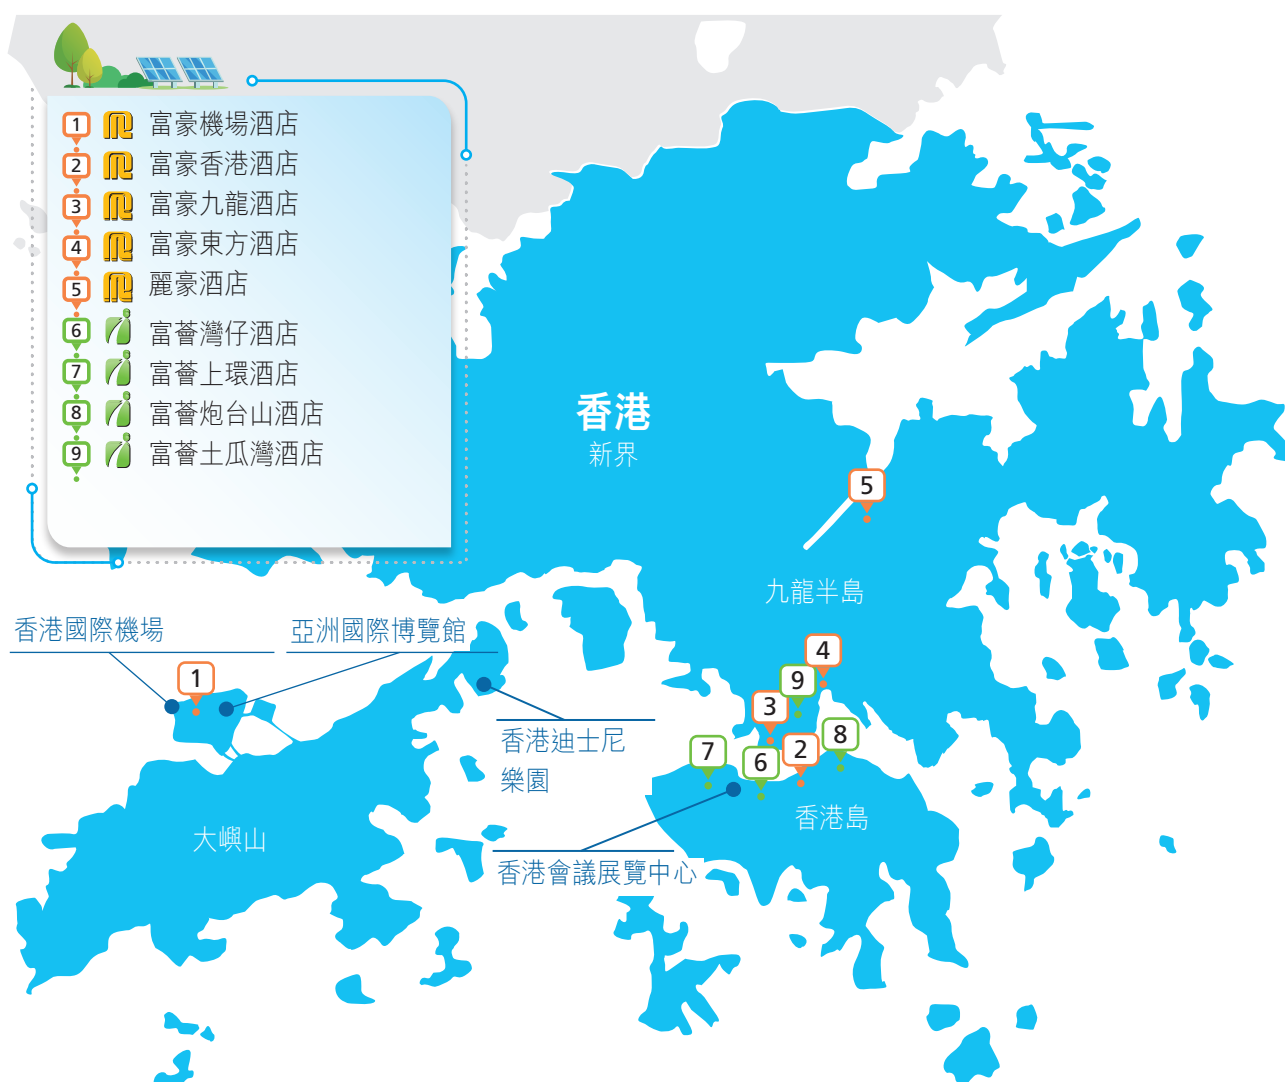 1 富豪機場酒店
2 富豪香港酒店
3 富豪九龍酒店
4 富豪東方酒店
5 麗豪酒店
6 富薈灣仔酒店
7 富薈上環酒店
8 富薈炮台山酒店
9 富薈土瓜灣酒店
香港
新界
5
九龍半島
香港國際機場
亞洲國際博覽館
1
4
9
3
香港迪士尼
樂園
7
6
2
8
香港島
大嶼山
香港會議展覽中心